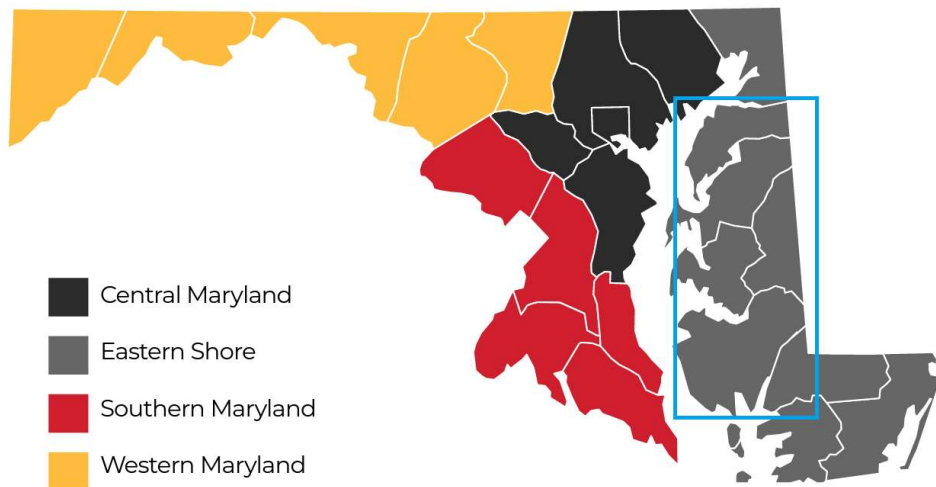 Central Maryland
Eastern Shore
Southern Maryland
Western Maryland